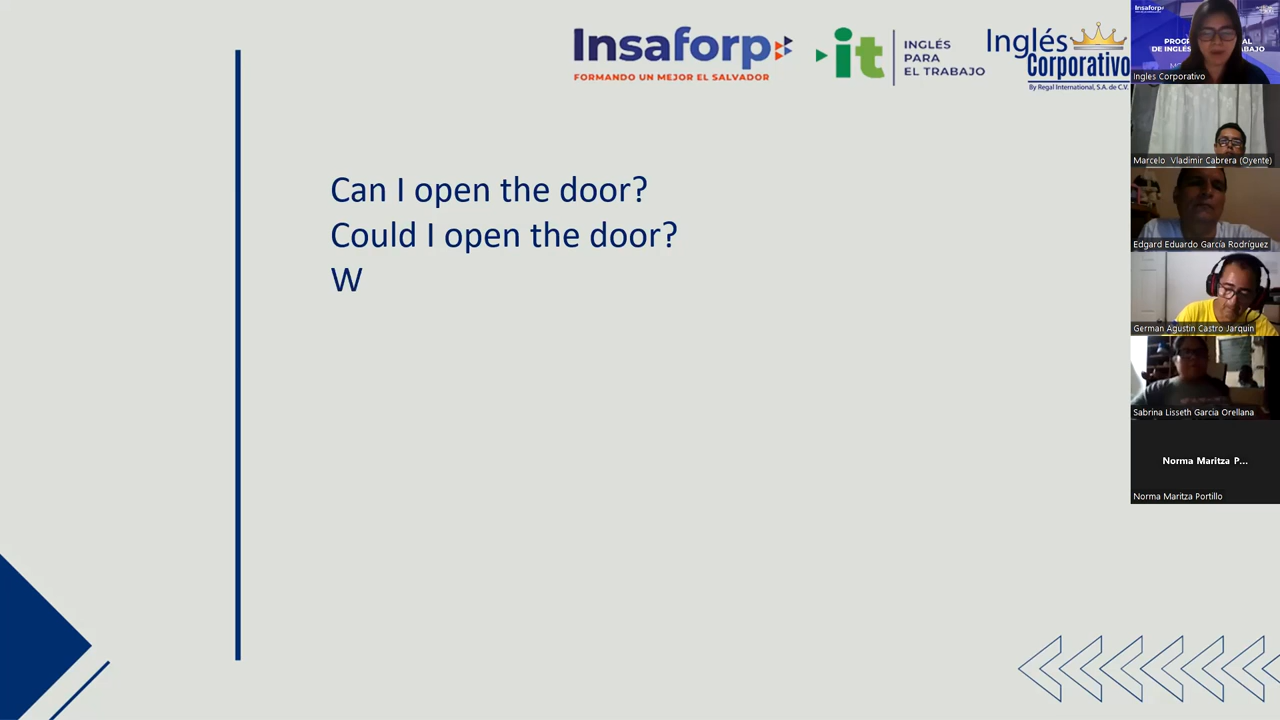 Insaforp
FORMANDO UN MEJOR EL SALVADOR
it
INGLÉS
PARA
EL TRABAJO
Inglés
Corporativo
By Regal International, S.A. de C.V.
Can I open the door?
Could I open the door?
W
Insaforp
Ingles Corporativo
Marcelo Vladimir Cabrera (Oyente)
Edgard Eduardo García Rodríguez
German Agustin Castro Jarquin
Sabrina Lisseth Garcia Orellana
Norma Maritza P...
Norma Maritza Portillo